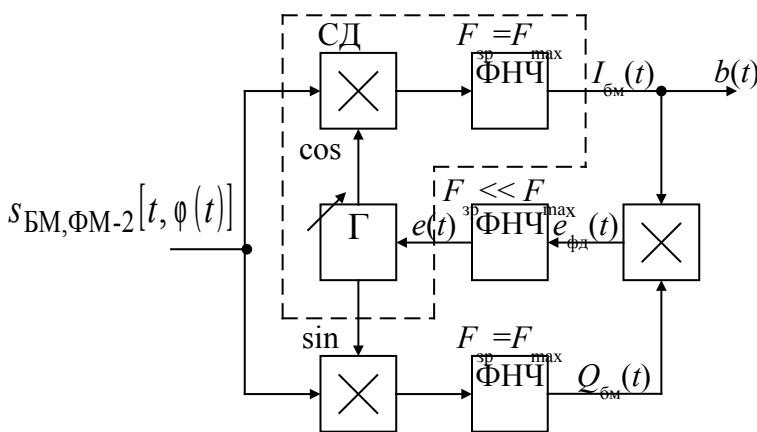 СД
F_зр = F_max
ФНЧ
I_бм(t)
b(t)
cos
s_БМ,ФМ-2[t, φ(t)]
Г
e(t)
F_зр << F_max
ФНЧ
e_фд(t)
sin
F_зр = F_max
ФНЧ
Q_бм(t)